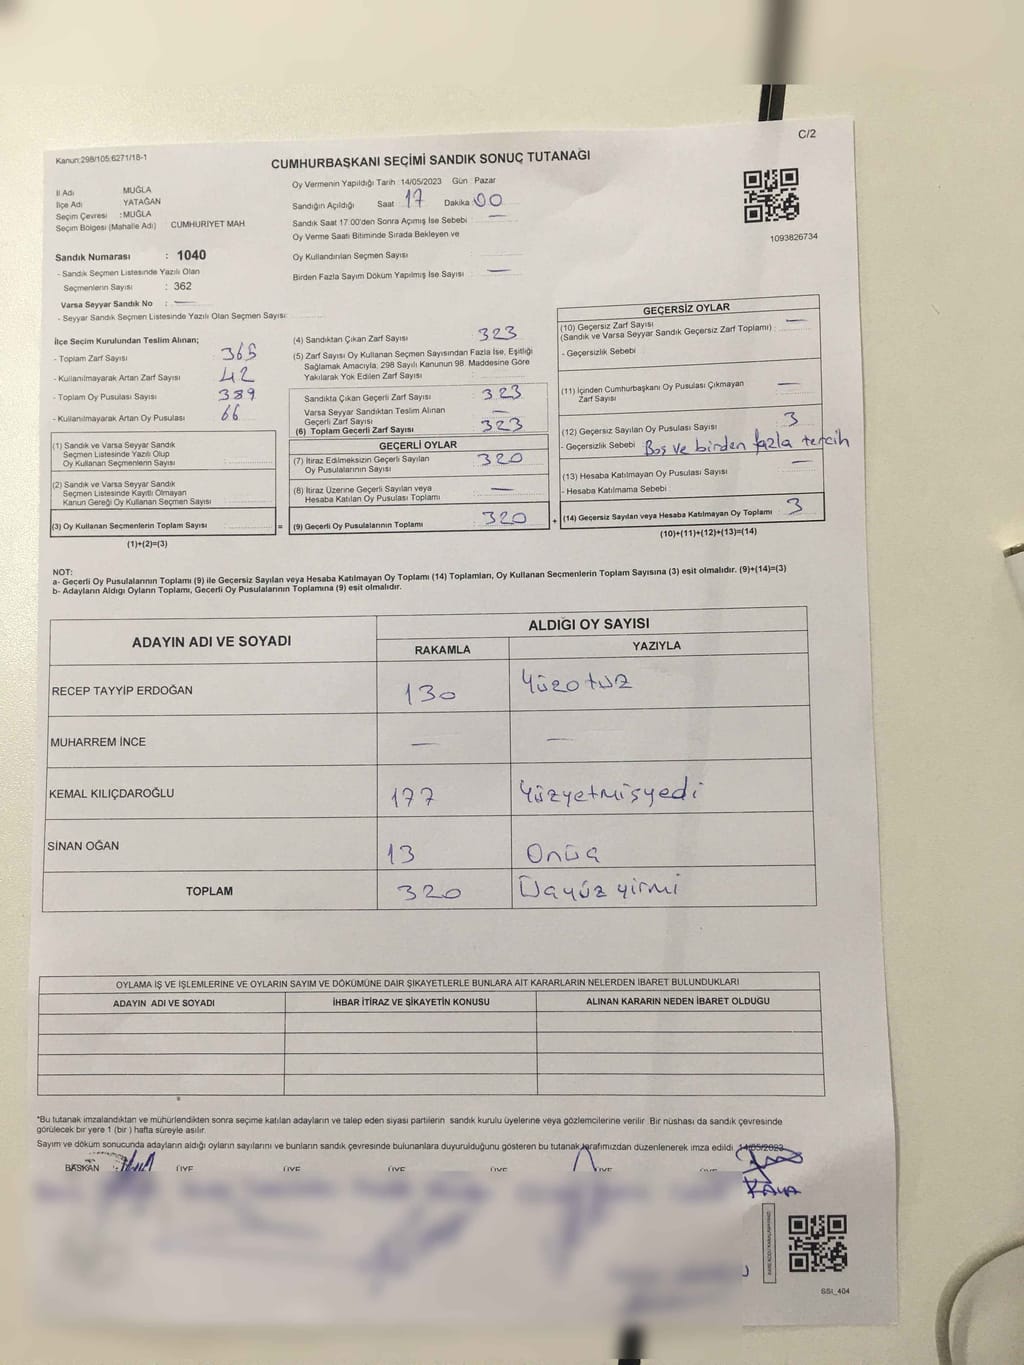 C/2
Kanun:298/105:6271/18-1
CUMHURBAŞKANI SEÇİMİ SANDIK SONUÇ TUTANAĞI
İl Adı MUĞLA
İlçe Adı YATAĞAN
Seçim Çevresi :MUĞLA
Seçim Bölgesi (Mahalle Adı) CUMHURİYET MAH
Oy Vermenin Yapıldığı Tarih 14/05/2023 Gün Pazar
Sandığın Açıldığı Saat 17 Dakika 00
Sandık Saat 17:00'den Sonra Açımış İse Sebebi —
Oy Verme Saati Bitiminde Sırada Bekleyen ve
Oy Kullandırılan Seçmen Sayısı
Birden Fazla Sayım Döküm Yapılmış İse Sayısı —
1093826734
Sandık Numarası : 1040
- Sandık Seçmen Listesinde Yazılı Olan
Seçmenlerin Sayısı : 362
Varsa Seyyar Sandık No : —
- Seyyar Sandık Seçmen Listesinde Yazılı Olan Seçmen Sayısı:
İlçe Seçim Kurulundan Teslim Alınan;
- Toplam Zarf Sayısı 365
- Kullanılmayarak Artan Zarf Sayısı 42
- Toplam Oy Pusulası Sayısı 389
- Kullanılmayarak Artan Oy Pusulası 66
(1) Sandık ve Varsa Seyyar Sandık
Seçmen Listesinde Yazılı Olup
Oy Kullanan Seçmenlerin Sayısı
(2) Sandık ve Varsa Seyyar Sandık
Seçmen Listesinde Kayıtlı Olmayan
Kanun Gereği Oy Kullanan Seçmen Sayısı
(3) Oy Kullanan Seçmenlerin Toplam Sayısı =
(1)+(2)=(3)
(4) Sandıktan Çıkan Zarf Sayısı 323
(5) Zarf Sayısı Oy Kullanan Seçmen Sayısından Fazla İse, Eşitliği
Sağlamak Amacıyla; 298 Sayılı Kanunun 98. Maddesine Göre
Yakılarak Yok Edilen Zarf Sayısı
Sandıkta Çıkan Geçerli Zarf Sayısı 323
Varsa Seyyar Sandıktan Teslim Alınan
Geçerli Zarf Sayısı —
(6) Toplam Geçerli Zarf Sayısı 323
GEÇERLİ OYLAR
(7) İtiraz Edilmeksizin Geçerli Sayılan
Oy Pusulalarının Sayısı 320
(8) İtiraz Üzerine Geçerli Sayılan veya
Hesaba Katılan Oy Pusulası Toplamı —
(9) Geçerli Oy Pusulalarının Toplamı 320 +
GEÇERSİZ OYLAR
(10) Geçersiz Zarf Sayısı —
(Sandık ve Varsa Seyyar Sandık Geçersiz Zarf Toplamı) :
- Geçersizlik Sebebi
(11) İçinden Cumhurbaşkanı Oy Pusulası Çıkmayan
Zarf Sayısı —
(12) Geçersiz Sayılan Oy Pusulası Sayısı 3
- Geçersizlik Sebebi : Boş ve birden fazla tercih
(13) Hesaba Katılmayan Oy Pusulası Sayısı —
- Hesaba Katılmama Sebebi
(14) Geçersiz Sayılan veya Hesaba Katılmayan Oy Toplamı : 3
(10)+(11)+(12)+(13)=(14)
NOT:
a- Geçerli Oy Pusulalarının Toplamı (9) ile Geçersiz Sayılan veya Hesaba Katılmayan Oy Toplamı (14) Toplamları, Oy Kullanan Seçmenlerin Toplam Sayısına (3) eşit olmalıdır. (9)+(14)=(3)
b- Adayların Aldığı Oyların Toplamı, Geçerli Oy Pusulalarının Toplamına (9) eşit olmalıdır.
ADAYIN ADI VE SOYADI
ALDIĞI OY SAYISI
RAKAMLA YAZIYLA
RECEP TAYYİP ERDOĞAN 130 Yüzotuz
MUHARREM İNCE — —
KEMAL KILIÇDAROĞLU 177 Yüzyetmişyedi
SİNAN OĞAN 13 Onüç
TOPLAM 320 Üçyüz yirmi
OYLAMA İŞ VE İŞLEMLERİNE VE OYLARIN SAYIM VE DÖKÜMÜNE DAİR ŞİKAYETLERLE BUNLARA AİT KARARLARIN NELERDEN İBARET BULUNDUKLARI
ADAYIN ADI VE SOYADI İHBAR İTİRAZ VE ŞİKAYETİN KONUSU ALINAN KARARIN NEDEN İBARET OLDUĞU
*Bu tutanak imzalandıktan ve mühürlendikten sonra seçime katılan adayların ve talep eden siyasi partilerin sandık kurulu üyelerine veya gözlemcilerine verilir. Bir nüshası da sandık çevresinde
görülecek bir yere 1 (bir) hafta süreyle asılır.
Sayım ve döküm sonucunda adayların aldığı oyların sayılarını ve bunların sandık çevresinde bulunanlara duyurulduğunu gösteren bu tutanak tarafımızdan düzenlenerek imza edildi 14/05/2023
BAŞKAN ÜYE ÜYE ÜYE ÜYE ÜYE ÜYE
KAYA
SSI_404